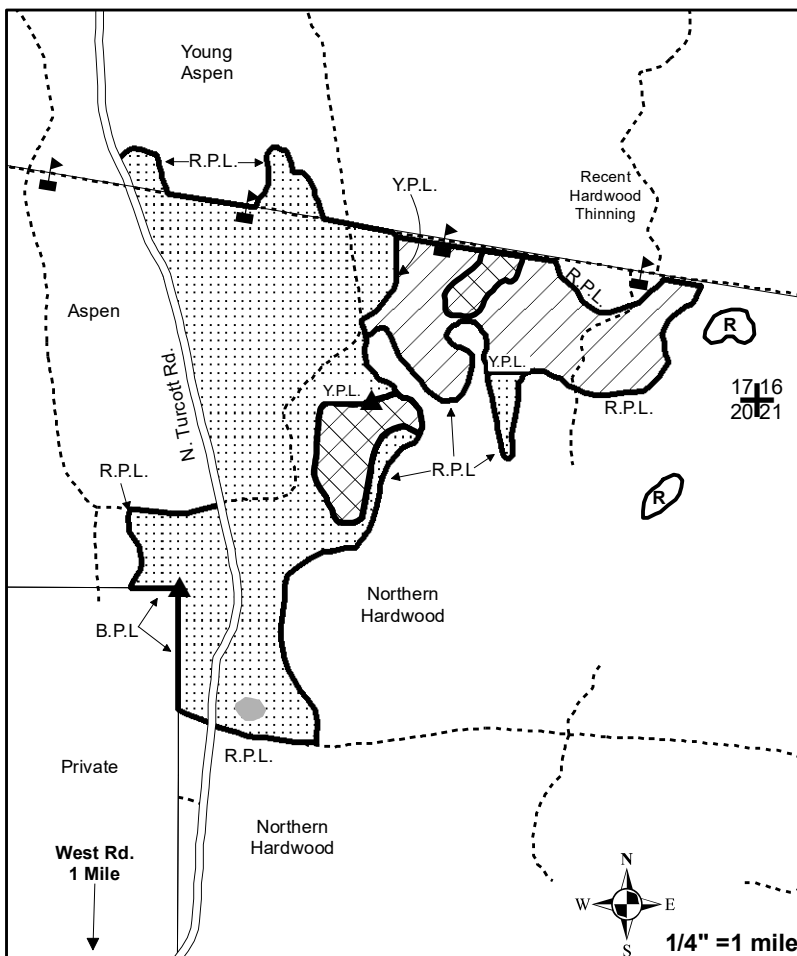 Young
Aspen
R.P.L.
Y.P.L.
Recent
Hardwood
Thinning
R.P.L.
Aspen
R
N. Turcott Rd.
Y.P.L.
Y.P.L.
17 16
20 21
R.P.L.
R.P.L.
R.P.L
R
Northern
Hardwood
B.P.L
R.P.L.
Private
Northern
Hardwood
West Rd.
1 Mile
N
W E
S
1/4" =1 mile